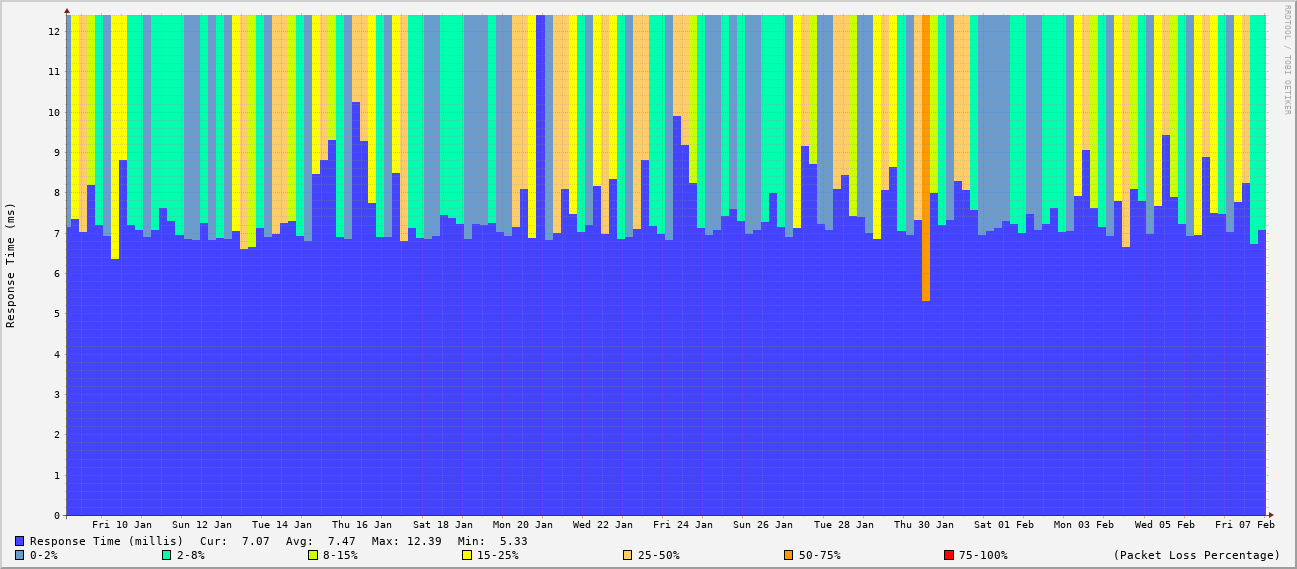 RRDTOOL / TOBI OETIKER
Response Time (ms)
12
11
10
9
8
7
6
5
4
3
2
1
0
Fri 10 Jan Sun 12 Jan Tue 14 Jan Thu 16 Jan Sat 18 Jan Mon 20 Jan Wed 22 Jan Fri 24 Jan Sun 26 Jan Tue 28 Jan Thu 30 Jan Sat 01 Feb Mon 03 Feb Wed 05 Feb Fri 07 Feb
Response Time (millis) Cur: 7.07 Avg: 7.47 Max: 12.39 Min: 5.33
0-2% 2-8% 8-15% 15-25% 25-50% 50-75% 75-100% (Packet Loss Percentage)